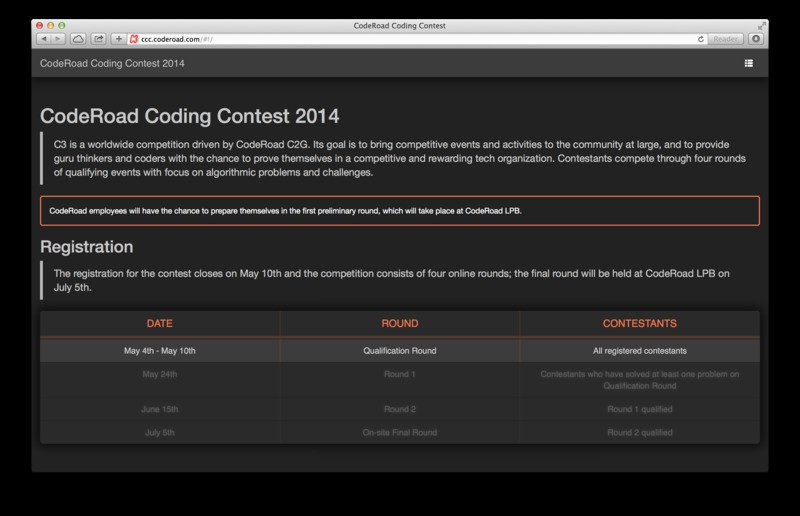 CodeRoad Coding Contest
ccc.coderoad.com/#!/
Reader
CodeRoad Coding Contest 2014
CodeRoad Coding Contest 2014
C3 is a worldwide competition driven by CodeRoad C2G. Its goal is to bring competitive events and activities to the community at large, and to provide
guru thinkers and coders with the chance to prove themselves in a competitive and rewarding tech organization. Contestants compete through four rounds
of qualifying events with focus on algorithmic problems and challenges.
CodeRoad employees will have the chance to prepare themselves in the first preliminary round, which will take place at CodeRoad LPB.
Registration
The registration for the contest closes on May 10th and the competition consists of four online rounds; the final round will be held at CodeRoad LPB on
July 5th.
DATE ROUND CONTESTANTS
May 4th - May 10th Qualification Round All registered contestants
May 24th Round 1 Contestants who have solved at least one problem on
Qualification Round
June 15th Round 2 Round 1 qualified
July 5th On-site Final Round Round 2 qualified